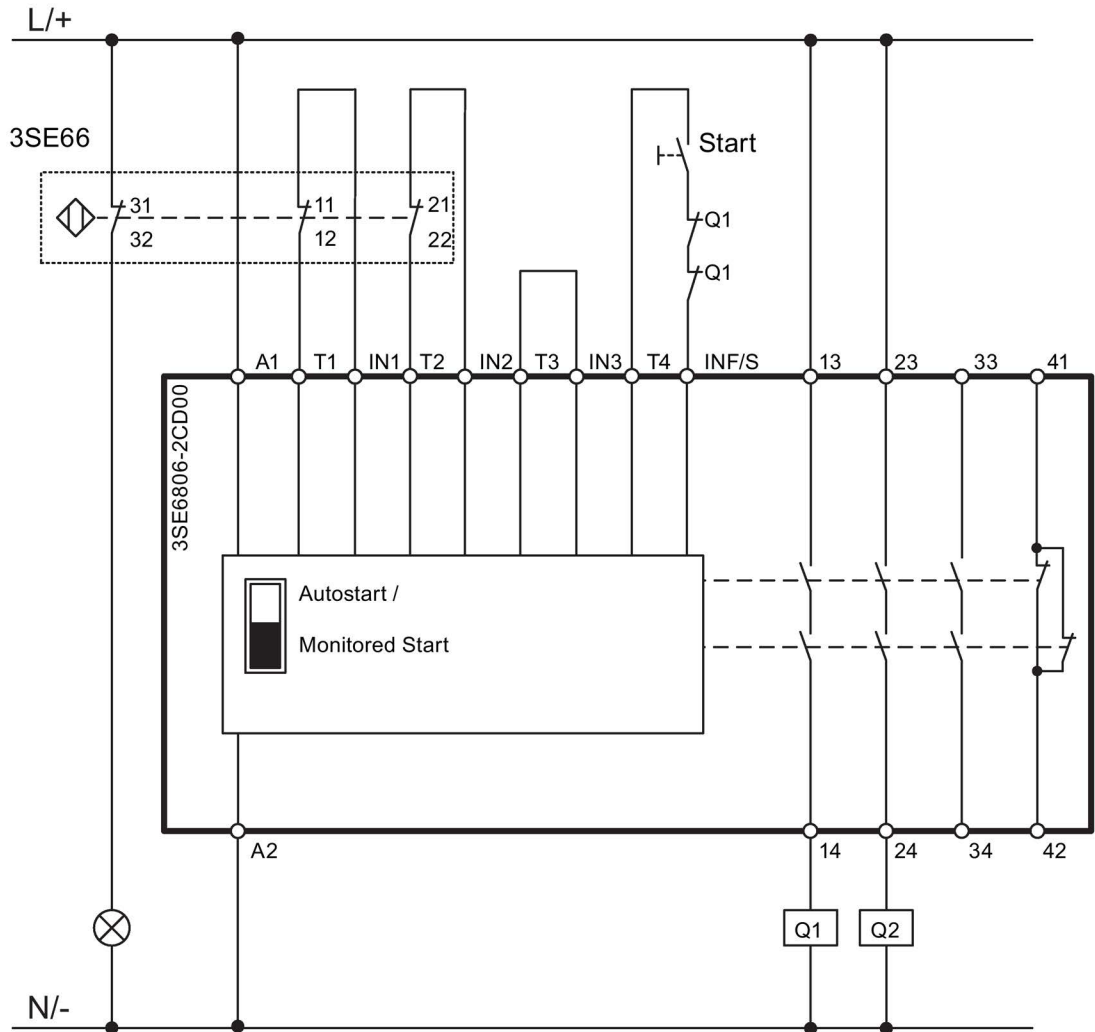 L/+
3SE66
Start
31
11
21
32
12
22
Q1
Q1
A1 T1 IN1 T2 IN2 T3 IN3 T4 INF/S 13 23 33 41
3SE6806-2CD00
Autostart /
Monitored Start
A2 14 24 34 42
Q1 Q2
N/-